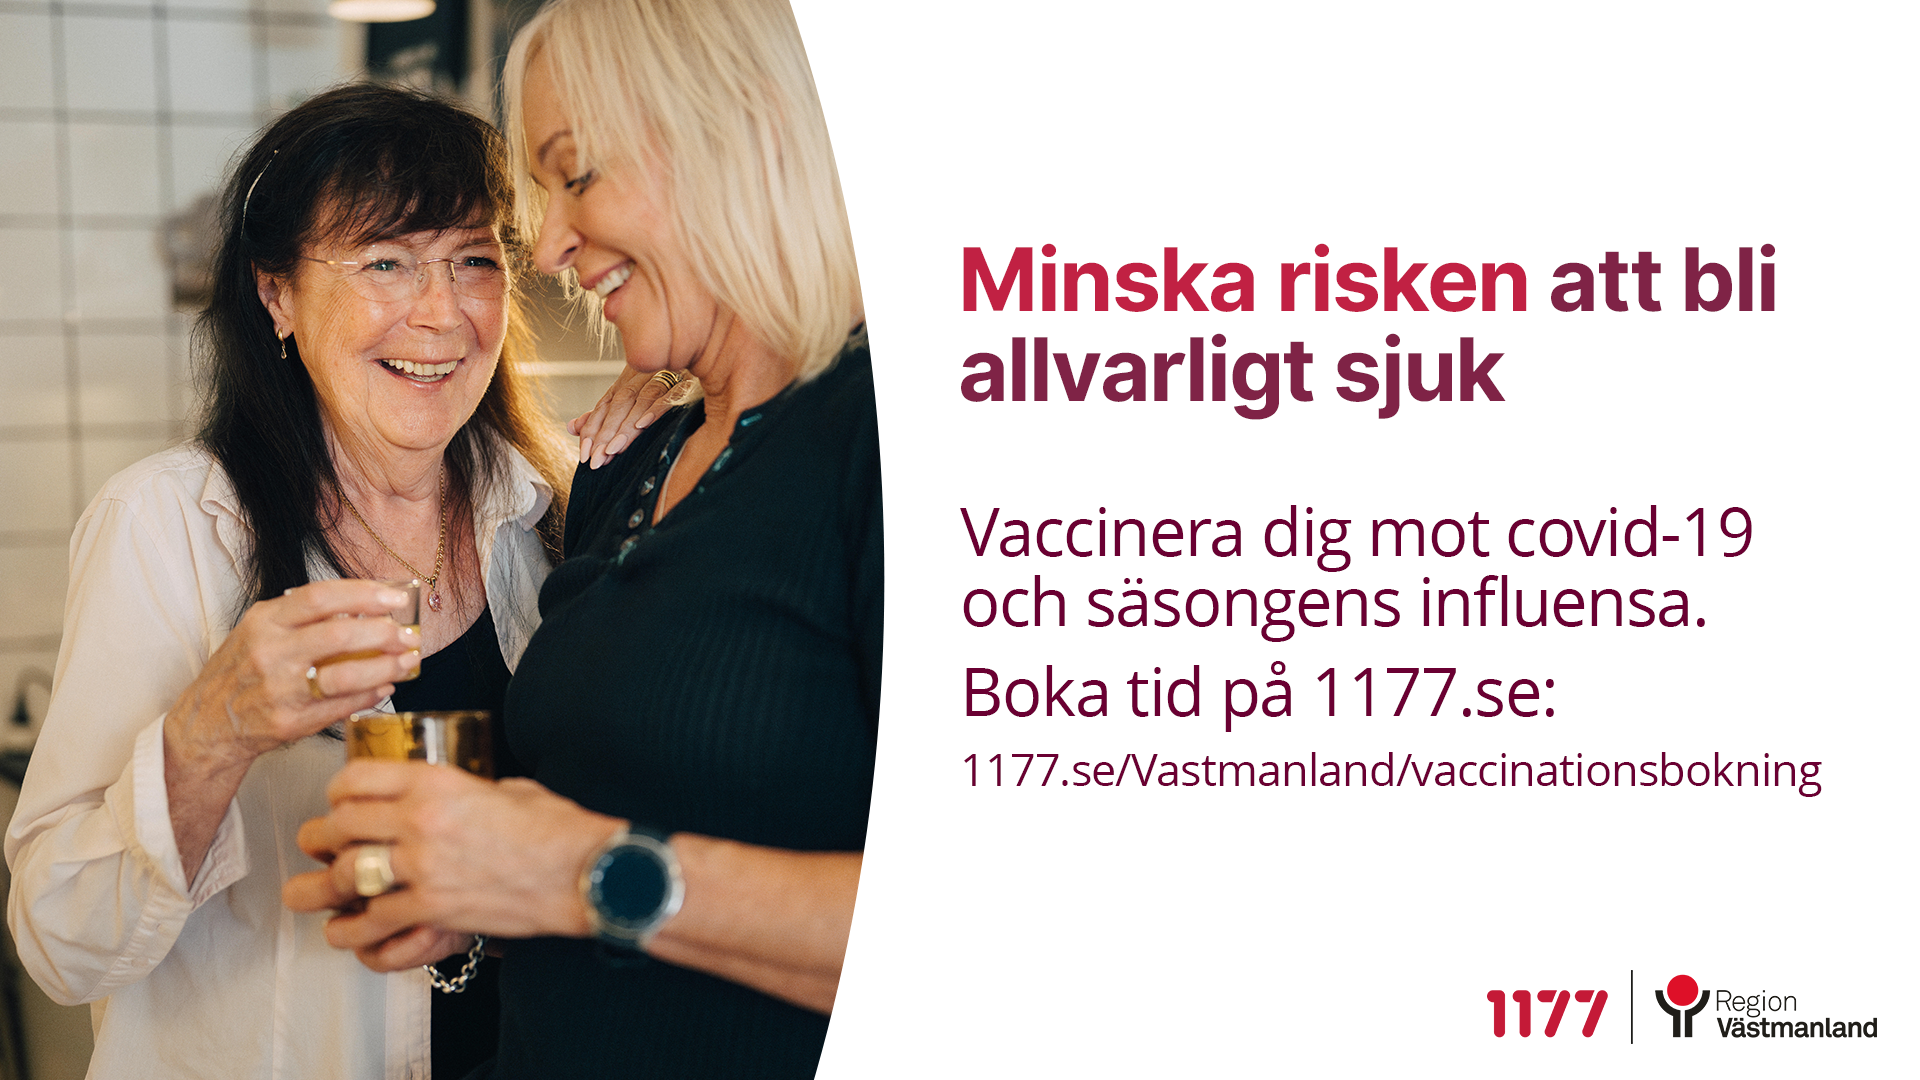 Minska risken att bli
allvarligt sjuk
Vaccinera dig mot covid-19
och säsongens influensa.
Boka tid på 1177.se:
1177.se/Vastmanland/vaccinationsbokning
1177
Region
Västmanland